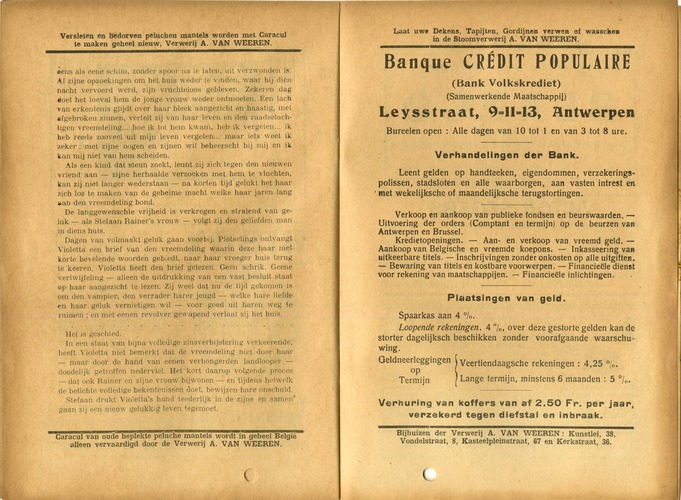 Versleten en bedorven peluchen mantels worden met Caracul
te maken geheel nieuw, Verwerij A. VAN WEEREN.
eens als eene schim, zonder spoor na te laten, uit verzwonden is.
Al zijne opzoekingen om het huis weder te vinden, waar hij dien
nacht vervoerd werd, zijn vruchteloos gebleven. Zekeren dag
doet het toeval hem de jonge vrouw weder ontmoeten. Een lach
van erkentenis glijdt over haar bleek aangezicht en haastig, met
afgebroken zinnen, vertelt zij van haar leven en den raadselach-
tigen vreemdeling... hoe ik tot hem kwam, heb ik vergeten... ik
heb reeds zooveel uit mijn leven vergeten... maar iets weet ik
zeker: met zijne oogen en zijnen wil beheerscht hij mij en ik
kan mij niet van hem scheiden.
Als een kind dat steun zoekt, leunt zij zich tegen den nieuwen
vriend aan — zijne herhaalde verzoeken met hem te vluchten,
kan zij niet langer wederstaan — na korten tijd gelukt het haar
zich los te maken van de geheime macht welke haar jaren lang
aan den vreemdeling bond.
De langgewenschte vrijheid is verkregen en stralend van ge-
luk — als Stefaan Rainer's vrouw — volgt zij den geliefden man
in diens huis.
Dagen van volmaakt geluk gaan voorbij. Plotselings ontvangt
Violetta een brief van den vreemdeling waarin deze haar met
korte bevelende woorden gebiedt, naar haar vroeger huis terug
te keeren. Violetta heeft den brief gelezen. Geen schrik. Geene
vertwijfeling — alleen de uitdrukking van een vast besluit staat
op haar aangezicht te lezen. Zij weet dat nu de tijd gekomen is
om den vampier, den verrader harer jeugd — welke hare liefde
en haar geluk vernietigen wil — voor goed uit haren weg te
ruimen; en met eenen revolver gewapend verlaat zij het huis.
Het is geschied.
In een staat van bijna volledige zinsverbijstering verkeerende,
heeft Violetta niet bemerkt dat de vreemdeling niet door haar
— maar door de hand van eenen verhongerden landlooper —
doodelijk getroffen nederviel. Het kort daarop volgende proces
— dat ook Rainer en zijne vrouw bijwonen — en tijdens hetwelk
de betichte volledige bekentenissen doet, bewijzen hare onschuld.
Stefaan drukt Violetta's hand teederlijk in de zijne en samen
gaan zij een nieuw gelukkig leven tegemoet.
Caracul van oude beplekte peluche mantels wordt in geheel België
alleen vervaardigd door de Verwerij A. VAN WEEREN.
Laat uwe Dekens, Tapijten, Gordijnen verwen of wasschen
in de Stoomverwerij A. VAN WEEREN.
Banque CRÉDIT POPULAIRE
(Bank Volkskrediet)
(Samenwerkende Maatschappij)
Leysstraat, 9-11-13, Antwerpen
Bureelen open : Alle dagen van 10 tot 1 en van 3 tot 8 ure.
Verhandelingen der Bank.
Leent gelden op handteeken, eigendommen, verzekerings-
polissen, stadsloten en alle waarborgen, aan vasten intrest en
met wekelijksche of maandelijksche terugstortingen.
Verkoop en aankoop van publieke fondsen en beurswaarden. —
Uitvoering der orders (Comptant en termijn) op de beurzen van
Antwerpen en Brussel.
Kredietopeningen. — Aan- en verkoop van vreemd geld. —
Aankoop van Belgische en vreemde koepons. — Inkasseering van
uitkeerbare titels. — Inschrijvingen zonder onkosten op alle uitgiften.
— Bewaring van titels en kostbare voorwerpen. — Financieële dienst
voor rekening van maatschappijen. — Financieële inlichtingen.
Plaatsingen van geld.
Spaarkas aan 4 %.
Loopende rekeningen. 4 %, over deze gestorte gelden kan de
storter dagelijksch beschikken zonder voorafgaande waarschu-
wing.
Geldneerleggingen
op
Termijn
Veertiendaagsche rekeningen : 4,25 %.
Lange termijn, minstens 6 maanden : 5 %.
Verhuring van koffers van af 2.50 Fr. per jaar,
verzekerd tegen diefstal en inbraak.
Bijhuizen der Verwerij A. VAN WEEREN : Kunstlei, 38,
Vondelstraat, 8, Kasteelpleinstraat, 67 en Kerkstraat, 36.